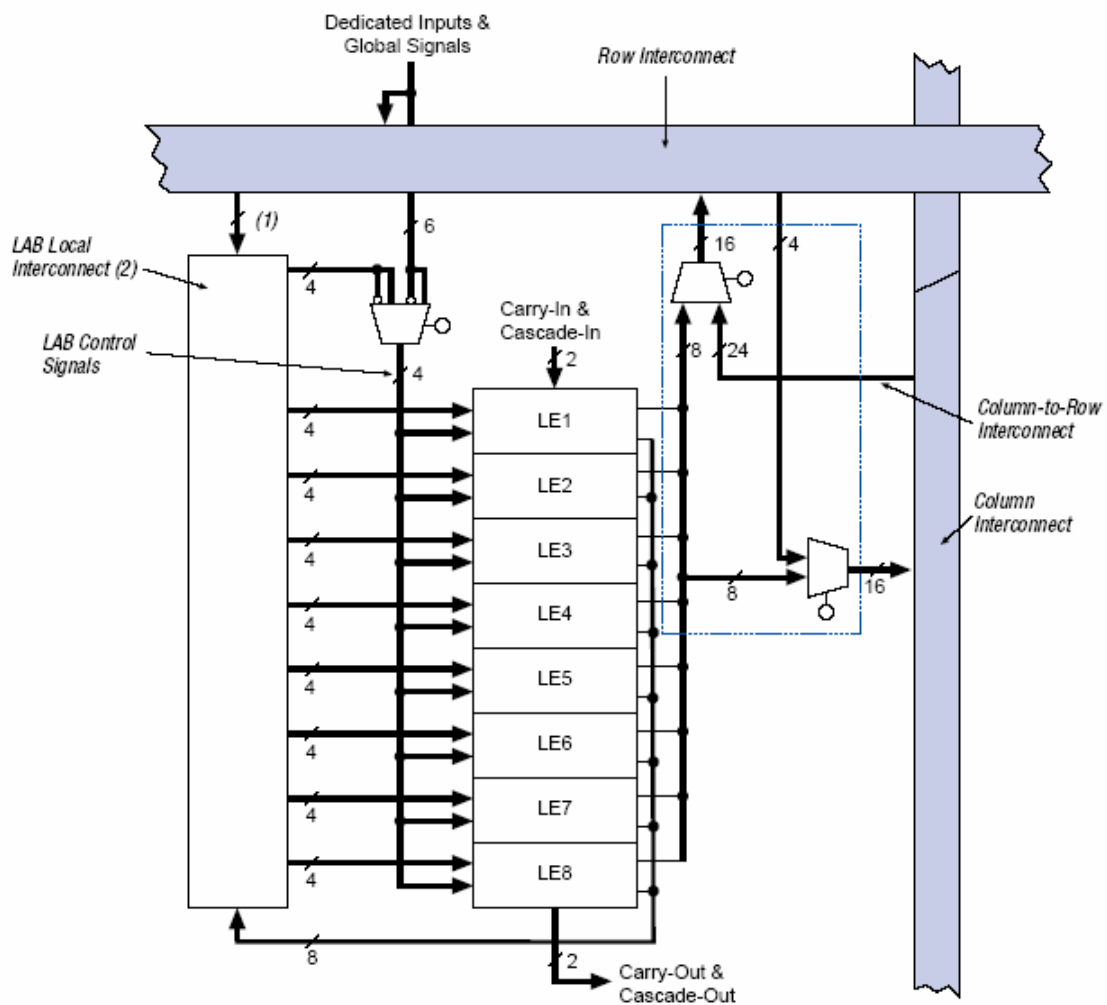 Dedicated Inputs &
Global Signals
Row Interconnect
(1)
6
16
4
LAB Local
Interconnect (2)
4
Carry-In &
Cascade-In
LAB Control
Signals
4
2
8
24
Column-to-Row
Interconnect
LE1
4
LE2
4
Column
Interconnect
LE3
4
8
16
LE4
4
LE5
4
LE6
4
LE7
4
LE8
4
8
2
Carry-Out &
Cascade-Out